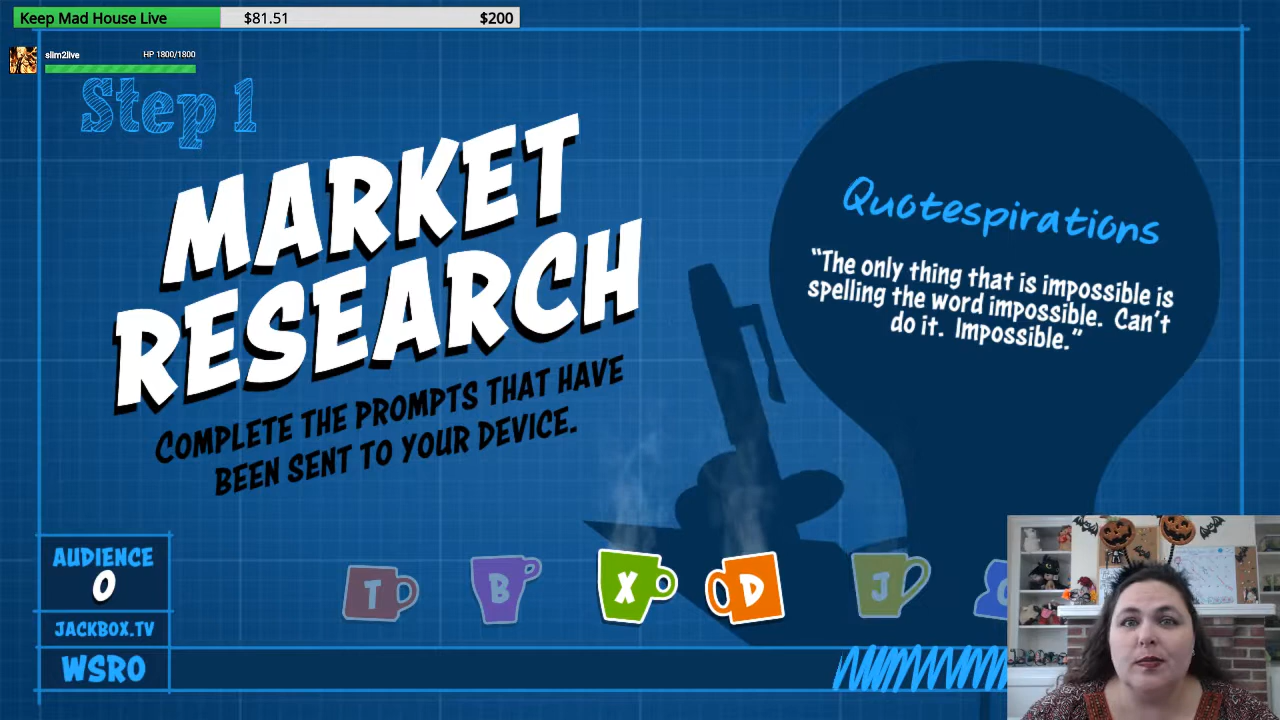 Keep Mad House Live $81.51 $200
slim2live HP 1800/1800
Step 1
MARKET
RESEARCH
COMPLETE THE PROMPTS THAT HAVE
BEEN SENT TO YOUR DEVICE.
Quotespirations
“The only thing that is impossible is
spelling the word impossible. Can’t
do it. Impossible.”
AUDIENCE
0
JACKBOX.TV
WSRO
T B X D J